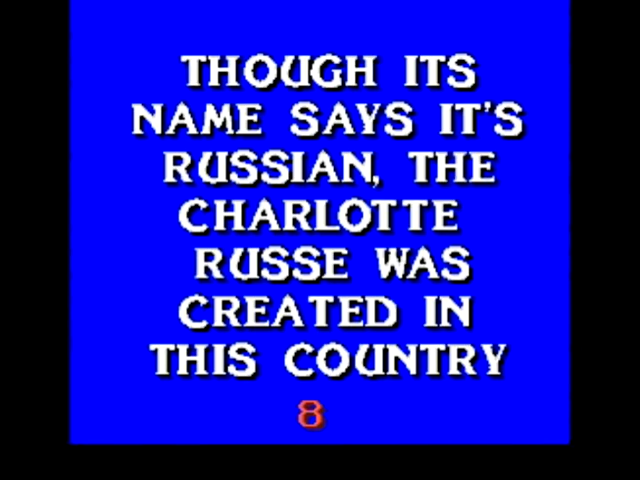 THOUGH ITS
NAME SAYS IT'S
RUSSIAN, THE
CHARLOTTE
RUSSE WAS
CREATED IN
THIS COUNTRY
8